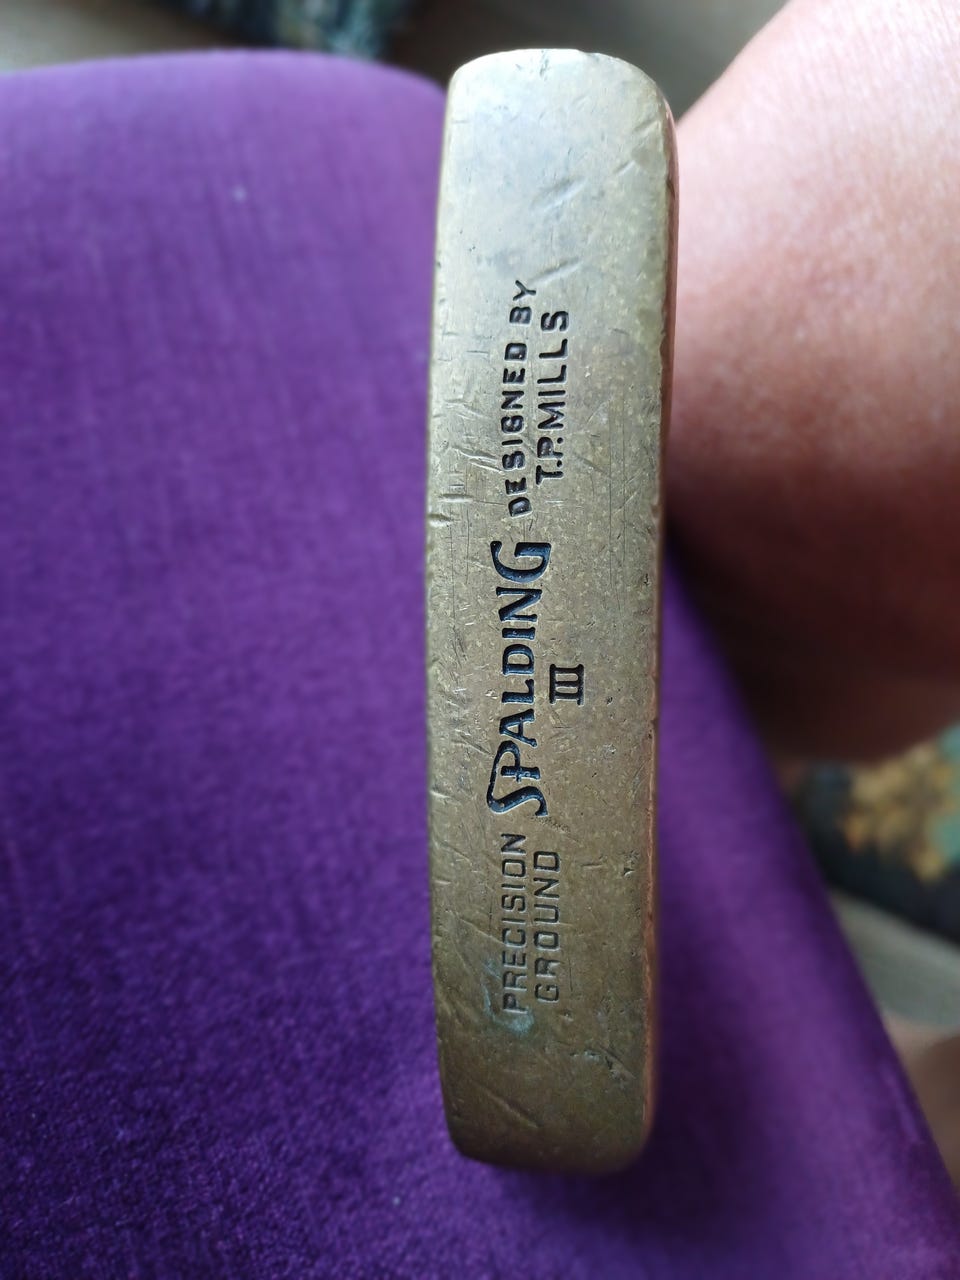 PRECISION
GROUND
SPALDING
III
DESIGNED BY
T.P. MILLS